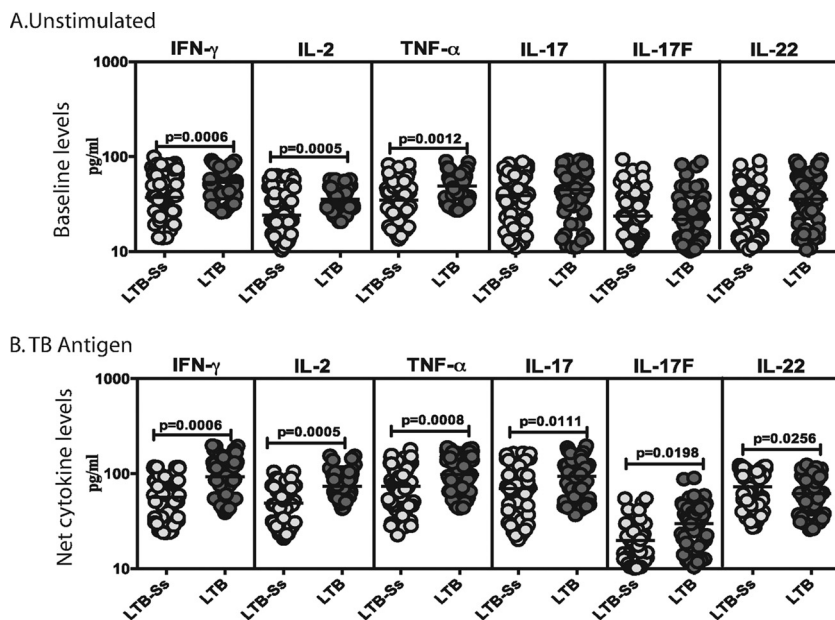 A.Unstimulated
IFN-γ IL-2 TNF-α IL-17 IL-17F IL-22
Baseline levels
pg/ml
1000
100
10
p=0.0006 p=0.0005 p=0.0012
LTB-Ss LTB LTB-Ss LTB LTB-Ss LTB LTB-Ss LTB LTB-Ss LTB LTB-Ss LTB
B. TB Antigen
IFN-γ IL-2 TNF-α IL-17 IL-17F IL-22
Net cytokine levels
pg/ml
1000
100
10
p=0.0006 p=0.0005 p=0.0008 p=0.0111 p=0.0198 p=0.0256
LTB-Ss LTB LTB-Ss LTB LTB-Ss LTB LTB-Ss LTB LTB-Ss LTB LTB-Ss LTB